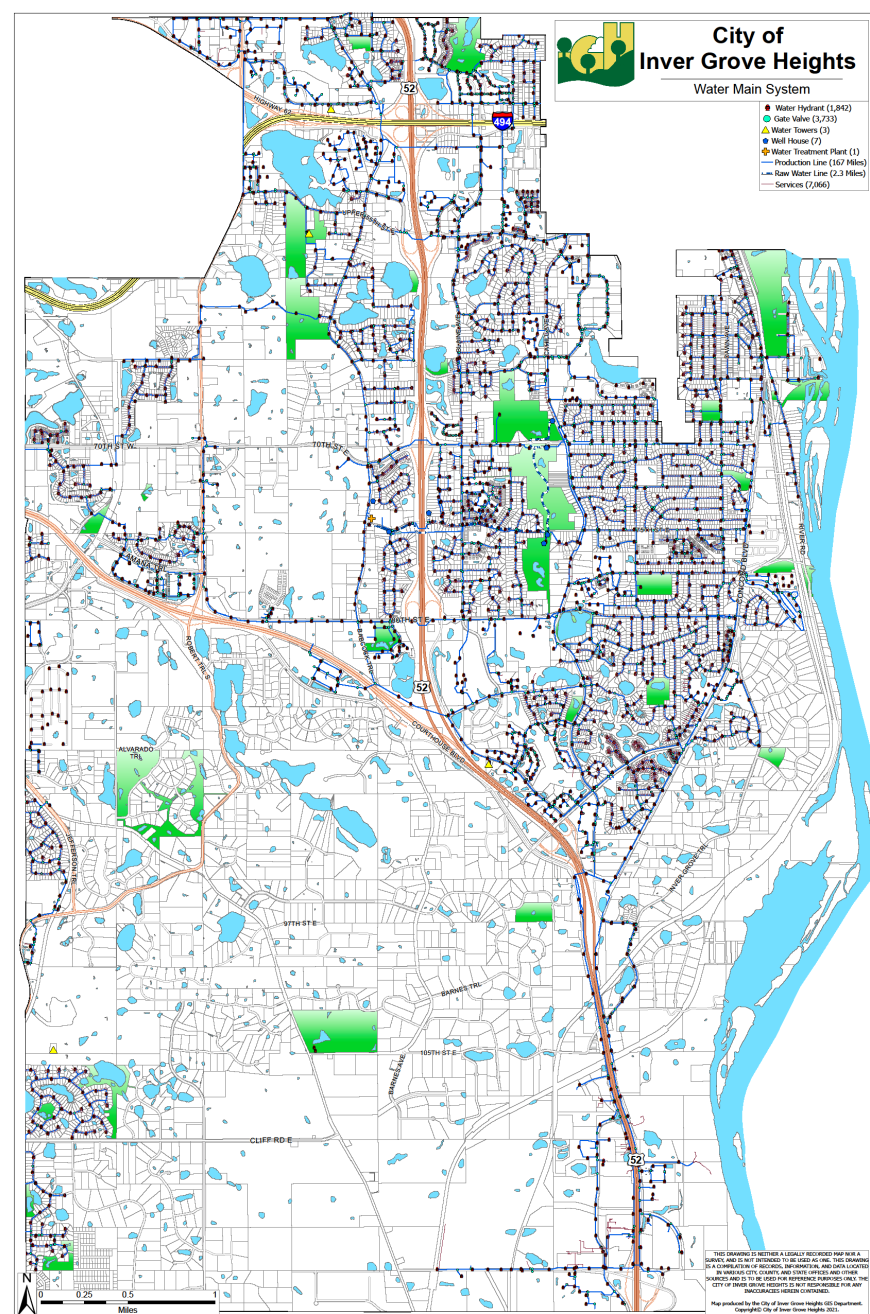 City of
Inver Grove Heights
Water Main System
Water Hydrant (1,842)
Gate Valve (3,733)
Water Towers (3)
Well House (7)
Water Treatment Plant (1)
Production Line (167 Miles)
Raw Water Line (2.3 Miles)
Services (7,066)
52
HIGHWAY 62
494
70TH ST W
70TH ST E
RIVER RD
CONCORD BLVD
ROBERT TRL S
52
COURTHOUSE BLVD
ALVARADO
TRL
JEFFERSON TRL
INVER GROVE TRL
97TH ST E
BARNES TRL
105TH ST E
BARNES AVE
CLIFF RD E
52
N
0 0.25 0.5 1
Miles
THIS DRAWING IS NEITHER A LEGALLY RECORDED MAP NOR A
SURVEY, AND IS NOT INTENDED TO BE USED AS ONE. THIS DRAWING
IS A COMPILATION OF RECORDS, INFORMATION, AND DATA LOCATED
IN VARIOUS CITY, COUNTY, AND STATE OFFICES AND OTHER
SOURCES AND IS TO BE USED FOR REFERENCE PURPOSES ONLY. THE
CITY OF INVER GROVE HEIGHTS IS NOT RESPONSIBLE FOR ANY
INACCURACIES HEREIN CONTAINED.
Map produced by the City of Inver Grove Heights GIS Department.
Copyright© City of Inver Grove Heights 2021.